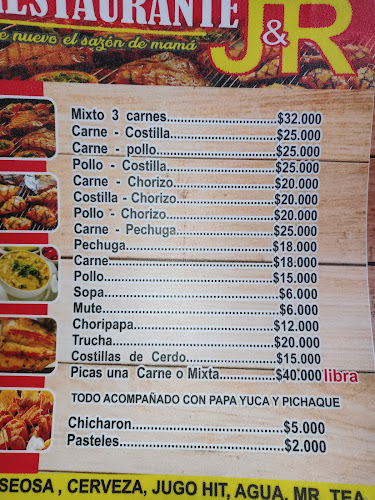 RESTAURANTE
J&R
e nuevo el sazón de mamá
Mixto 3 carnes $32.000
Carne - Costilla $25.000
Carne - pollo $25.000
Pollo - Costilla $25.000
Carne - Chorizo $20.000
Costilla - Chorizo $20.000
Pollo - Chorizo $20.000
Carne - Pechuga $25.000
Pechuga $18.000
Carne $18.000
Pollo $15.000
Sopa $6.000
Mute $6.000
Choripapa $12.000
Trucha $20.000
Costillas de Cerdo $15.000
Picas una Carne o Mixta $40.000 libra
TODO ACOMPAÑADO CON PAPA YUCA Y PICHAQUE
Chicharon $5.000
Pasteles $2.000
SEOSA , CERVEZA, JUGO HIT, AGUA, MR. TEA